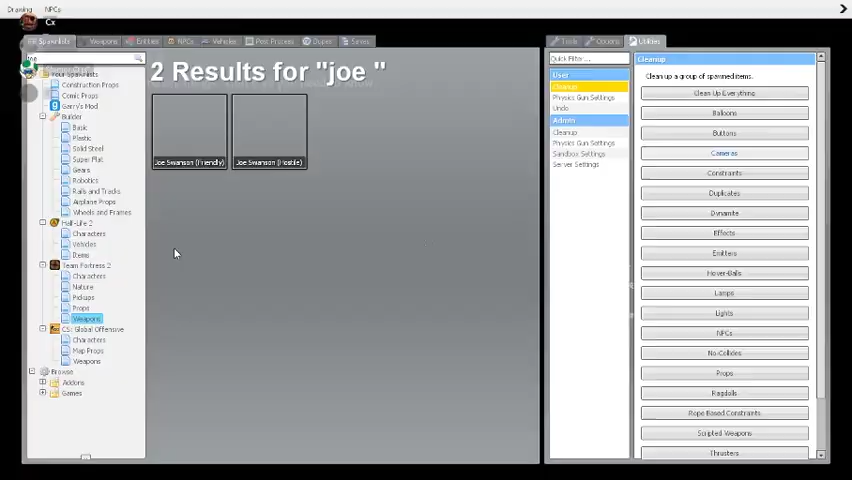 Drawing NPCs
Cx
Spawnlists Weapons Entities NPCs Vehicles Post Process Dupes Saves
Tools Options Utilities
joe
2 Results for "joe "
Joe Swanson (Friendly)
Joe Swanson (Hostile)
Your Spawnlists
Construction Props
Comic Props
Garry's Mod
Builder
Basic
Plastic
Solid Steel
Super Flat
Gears
Robotics
Rails and Tracks
Airplane Props
Wheels and Frames
Half-Life 2
Characters
Vehicles
Items
Team Fortress 2
Characters
Nature
Pickups
Props
Weapons
CS: Global Offensive
Characters
Map Props
Weapons
Browse
Addons
Games
Quick Filter...
User
Cleanup
Physics Gun Settings
Undo
Admin
Cleanup
Physics Gun Settings
Sandbox Settings
Server Settings
Cleanup
Clean up a group of spawned items.
Clean Up Everything
Balloons
Buttons
Cameras
Constraints
Duplicates
Dynamite
Effects
Emitters
Hover-Balls
Lamps
Lights
NPCs
No-Collides
Props
Ragdolls
Rope Based Constraints
Scripted Weapons
Thrusters